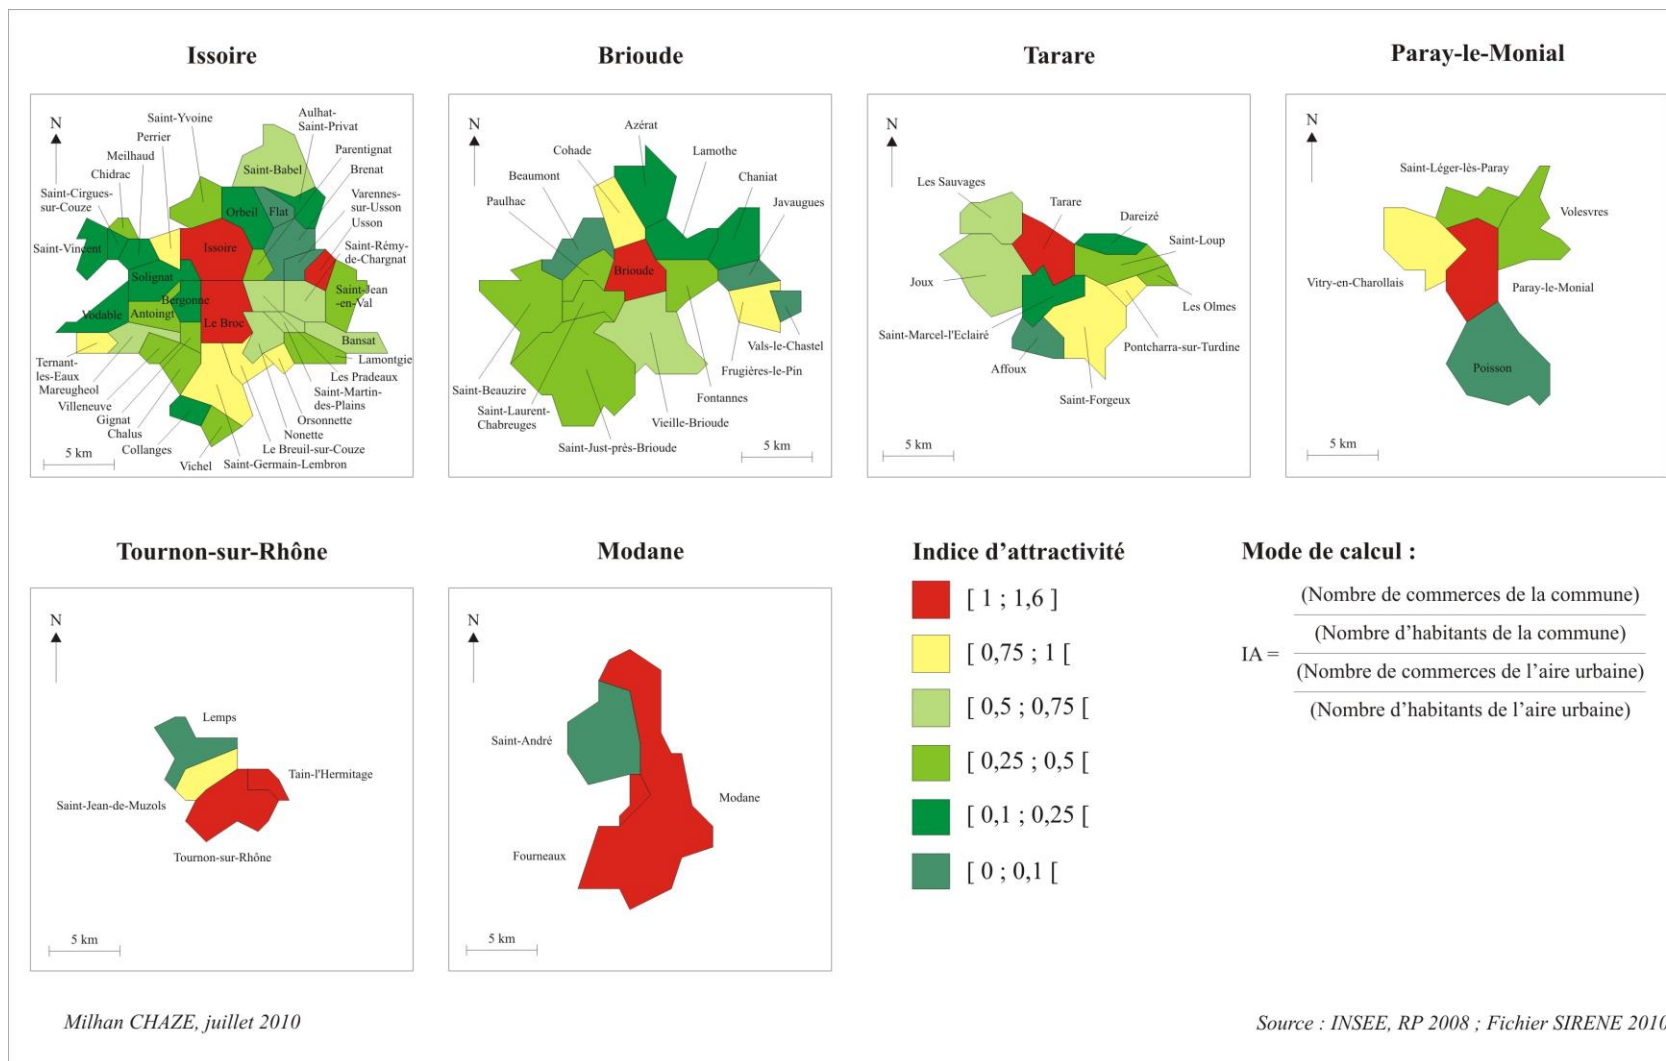 Issoire
N
Saint-Yvoine
Perrier
Meilhaud
Chidrac
Saint-Cirgues-
sur-Couze
Aulhat-
Saint-Privat
Parentignat
Brenat
Varennes-
sur-Usson
Usson
Saint-Rémy-
de-Chargnat
Saint-Babel
Orbeil
Flat
Saint-Vincent
Issoire
Solignat
Saint-Jean
-en-Val
Bergonne
Vodable
Antoingt
Le Broc
Bansat
Ternant-
les-Eaux
Mareugheol
Villeneuve
Gignat
Chalus
Collanges
Vichel
Lamontgie
Les Pradeaux
Saint-Martin-
des-Plains
Orsonnette
Nonette
Le Breuil-sur-Couze
Saint-Germain-Lembron
5 km
Brioude
N
Azérat
Cohade
Lamothe
Beaumont
Chaniat
Paulhac
Javaugues
Brioude
Vals-le-Chastel
Frugières-le-Pin
Saint-Beauzire
Fontannes
Saint-Laurent-
Chabreuges
Vieille-Brioude
Saint-Just-près-Brioude
5 km
Tarare
N
Les Sauvages
Tarare
Dareizé
Saint-Loup
Joux
Les Olmes
Saint-Marcel-l'Eclairé
Pontcharra-sur-Turdine
Affoux
Saint-Forgeux
5 km
Paray-le-Monial
N
Saint-Léger-lès-Paray
Volesvres
Vitry-en-Charollais
Paray-le-Monial
Poisson
5 km
Tournon-sur-Rhône
N
Lemps
Tain-l'Hermitage
Saint-Jean-de-Muzols
Tournon-sur-Rhône
5 km
Modane
N
Saint-André
Modane
Fourneaux
5 km
Indice d’attractivité
[ 1 ; 1,6 ]
[ 0,75 ; 1 [
[ 0,5 ; 0,75 [
[ 0,25 ; 0,5 [
[ 0,1 ; 0,25 [
[ 0 ; 0,1 [
Mode de calcul :
(Nombre de commerces de la commune)
(Nombre d’habitants de la commune)
IA =
(Nombre de commerces de l’aire urbaine)
(Nombre d’habitants de l’aire urbaine)
Milhan CHAZE, juillet 2010
Source : INSEE, RP 2008 ; Fichier SIRENE 2010